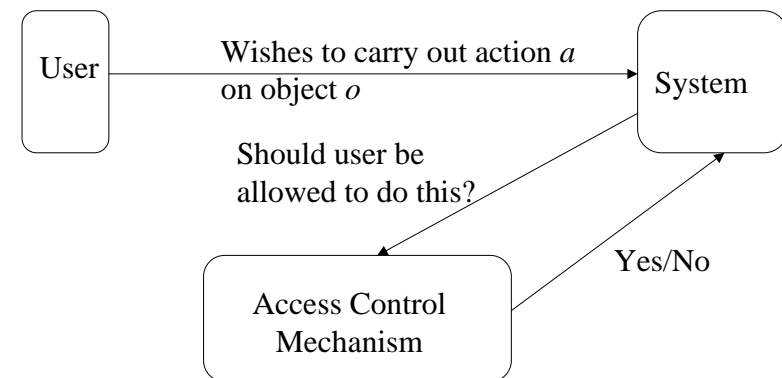 User
Wishes to carry out action a
on object o
System
Should user be
allowed to do this?
Yes/No
Access Control
Mechanism